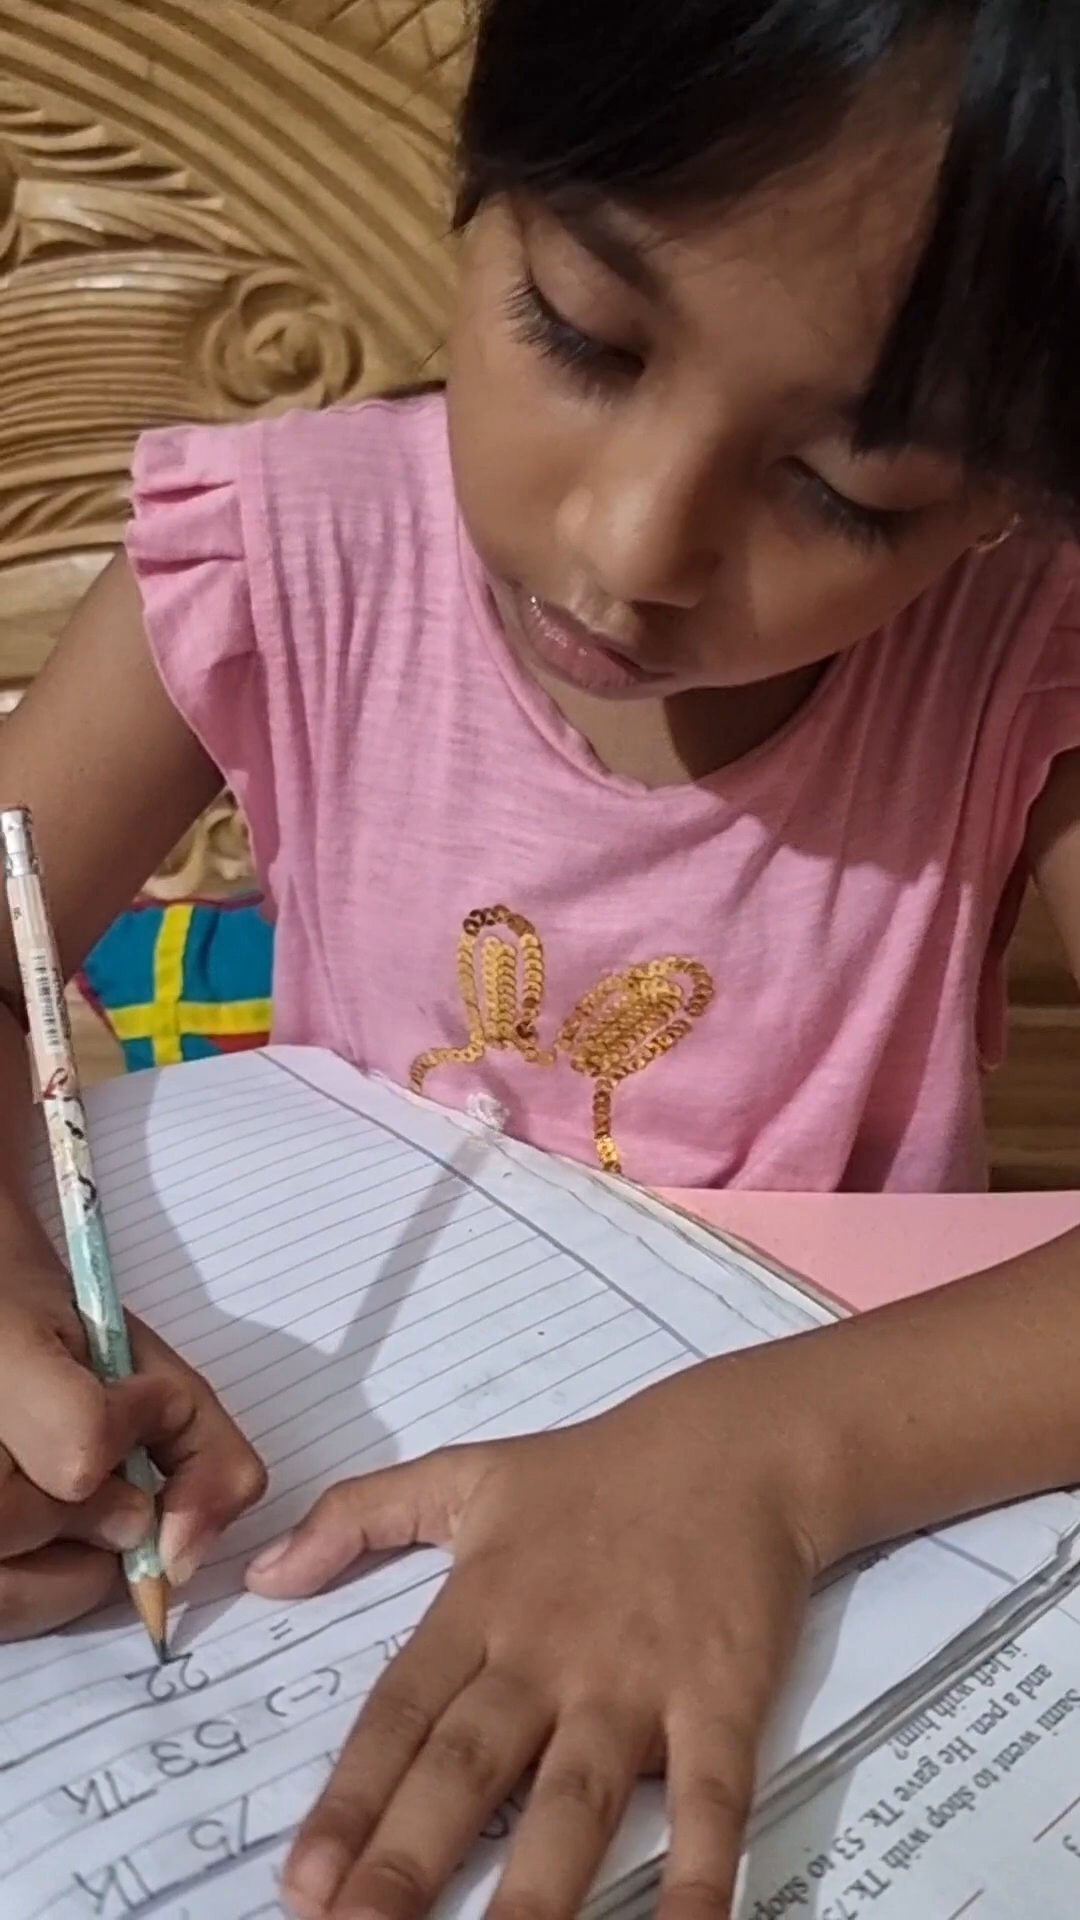 75 TK
(-) 53 TK
= 22
Sami went to shop with Tk. 75
and a pen. He gave Tk. 53 to shop
is left with him?